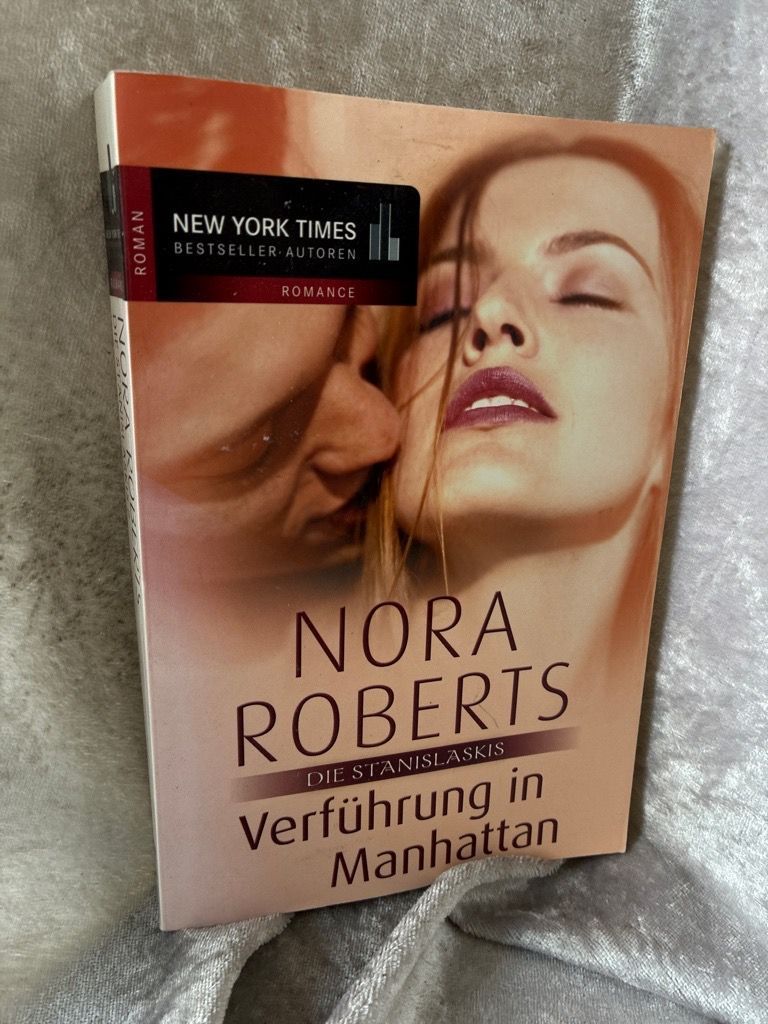 ROMAN
NEW YORK TIMES
BESTSELLER-AUTOREN
ROMANCE
NORA
ROBERTS
DIE STANISLASKIS
Verführung in
Manhattan
NORA ROBERTS